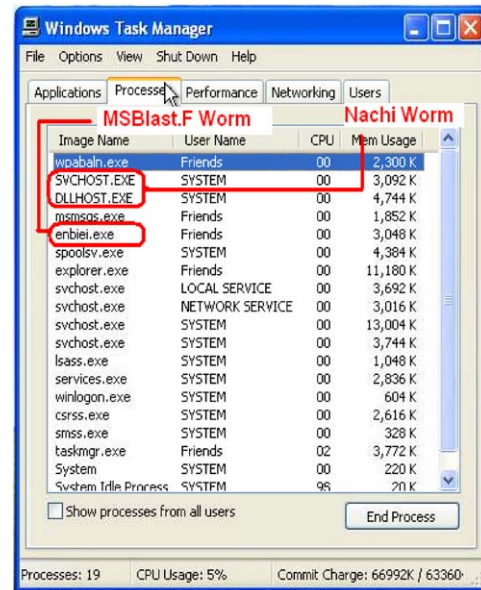 Windows Task Manager
File Options View Shut Down Help
Applications Processes Performance Networking Users
MSBlast.F Worm Nachi Worm
Image Name User Name CPU Mem Usage
wpabaln.exe Friends 00 2,300 K
SVCHOST.EXE SYSTEM 00 3,092 K
DLLHOST.EXE SYSTEM 00 4,744 K
msmsgs.exe Friends 00 1,852 K
enbiei.exe Friends 00 3,048 K
spoolsv.exe SYSTEM 00 4,384 K
explorer.exe Friends 00 11,180 K
svchost.exe LOCAL SERVICE 00 3,692 K
svchost.exe NETWORK SERVICE 00 3,016 K
svchost.exe SYSTEM 00 13,004 K
svchost.exe SYSTEM 00 3,744 K
lsass.exe SYSTEM 00 1,048 K
services.exe SYSTEM 00 2,836 K
winlogon.exe SYSTEM 00 604 K
csrss.exe SYSTEM 00 2,616 K
smss.exe SYSTEM 00 328 K
taskmgr.exe Friends 02 3,772 K
System SYSTEM 00 220 K
System Idle Process SYSTEM 98 20 K
Show processes from all users
End Process
Processes: 19 CPU Usage: 5% Commit Charge: 66992K / 63360